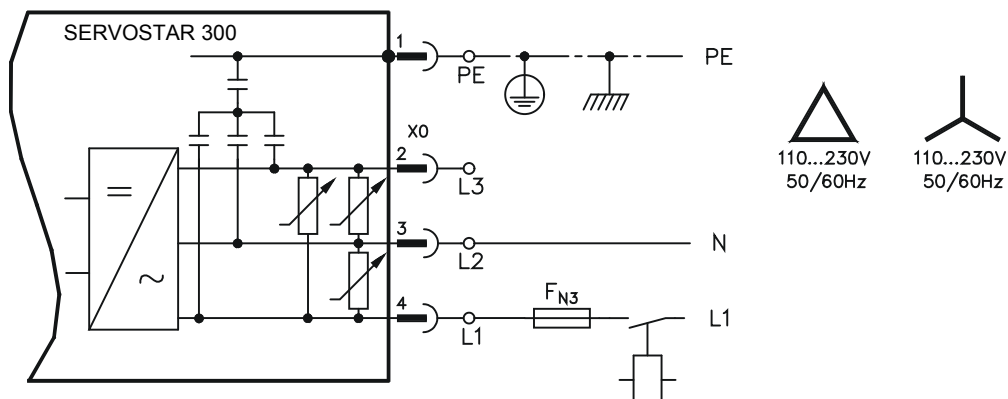 SERVOSTAR 300
1
PE
PE
X0
2
L3
3
L2
N
4
L1
F_N3
L1
110...230V
50/60Hz
110...230V
50/60Hz